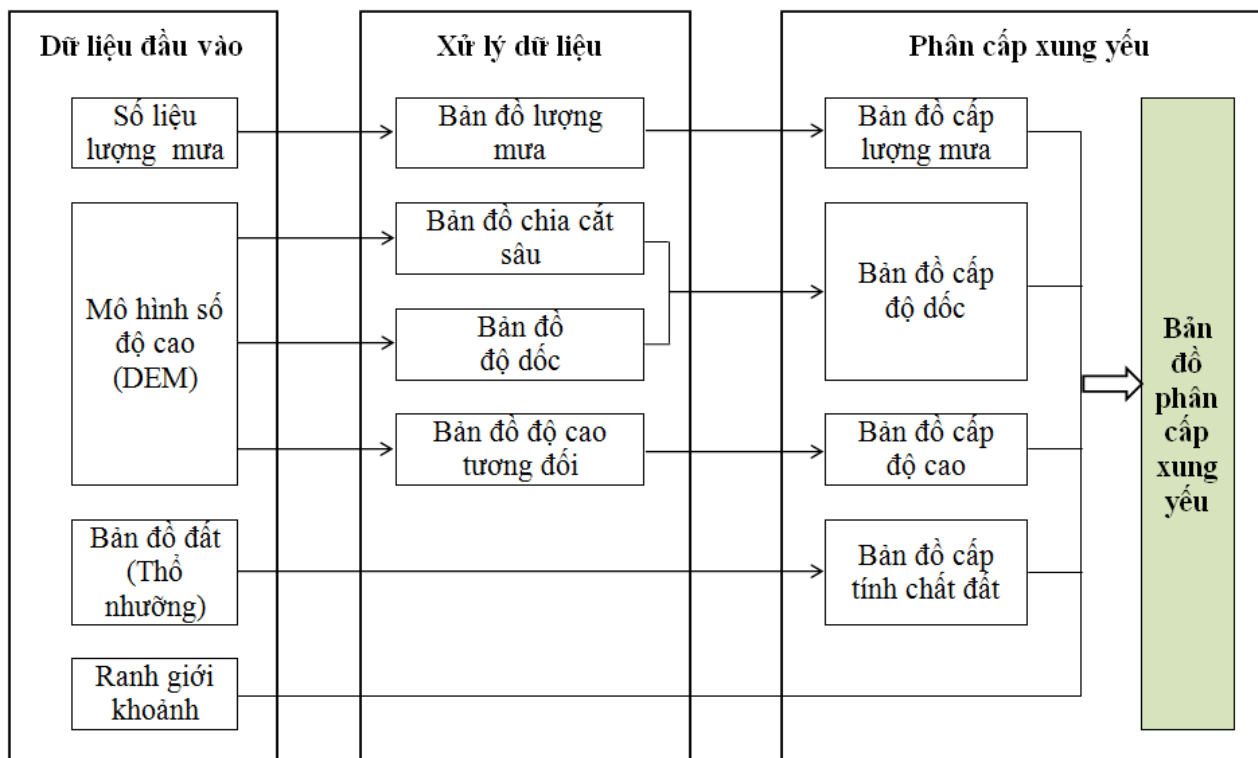 Dữ liệu đầu vào
Số liệu
lượng mưa
Mô hình số
độ cao
(DEM)
Bản đồ đất
(Thổ
nhưỡng)
Ranh giới
khoảnh
Xử lý dữ liệu
Bản đồ lượng
mưa
Bản đồ chia cắt
sâu
Bản đồ
độ dốc
Bản đồ độ cao
tương đối
Phân cấp xung yếu
Bản đồ cấp
lượng mưa
Bản đồ cấp
độ dốc
Bản đồ cấp
độ cao
Bản đồ cấp
tính chất đất
Bản
đồ
phân
cấp
xung
yếu